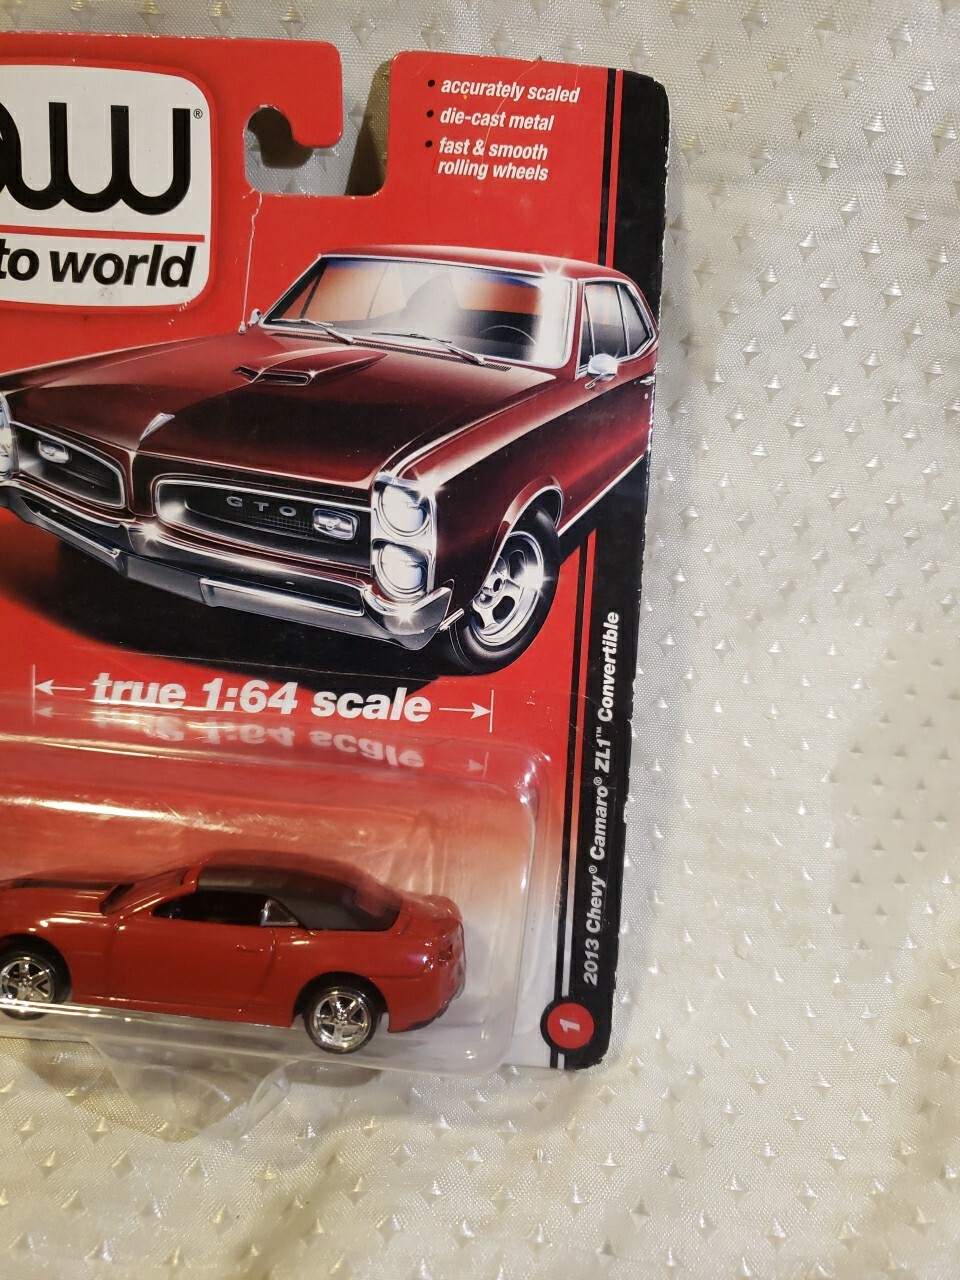 aw®
to world
• accurately scaled
• die-cast metal
• fast & smooth
rolling wheels
GTO
true 1:64 scale
2013 Chevy® Camaro® ZL1™ Convertible
1